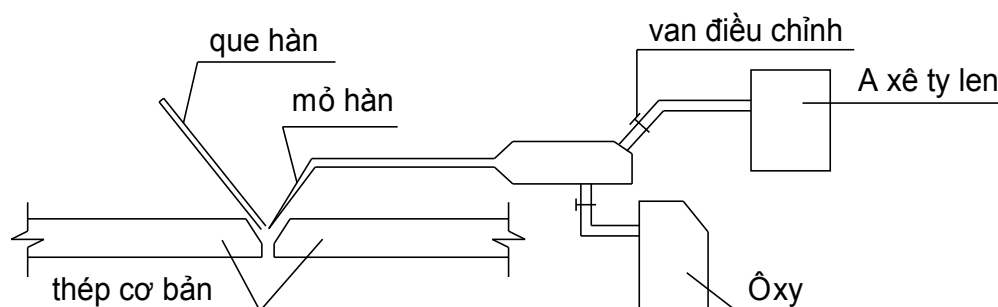 que hàn
van điều chỉnh
A xê ty len
mỏ hàn
thép cơ bản
Ôxy